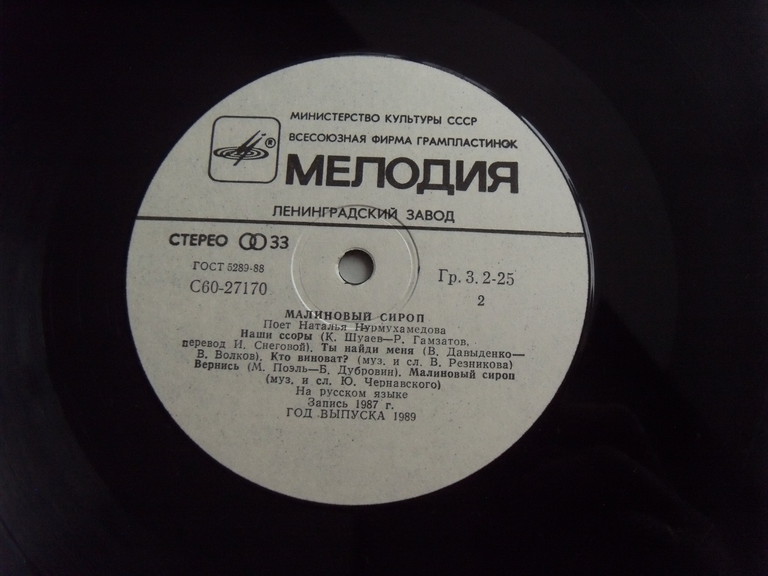 МИНИСТЕРСТВО КУЛЬТУРЫ СССР
ВСЕСОЮЗНАЯ ФИРМА ГРАМПЛАСТИНОК
®
МЕЛОДИЯ
ЛЕНИНГРАДСКИЙ ЗАВОД
СТЕРЕО 33
ГОСТ 5289-88
С60-27170
Гр. 3. 2-25
2
МАЛИНОВЫЙ СИРОП
Поет Наталья Нурмухамедова
Наши ссоры (К. Шуаев—Р. Гамзатов,
перевод И. Снеговой). Ты найди меня (В. Давыденко—
В. Волков). Кто виноват? (муз. и сл. В. Резникова)
Вернись (М. Поэль—Б. Дубровин). Малиновый сироп
(муз. и сл. Ю. Чернавского)
На русском языке
Запись 1987 г.
ГОД ВЫПУСКА 1989